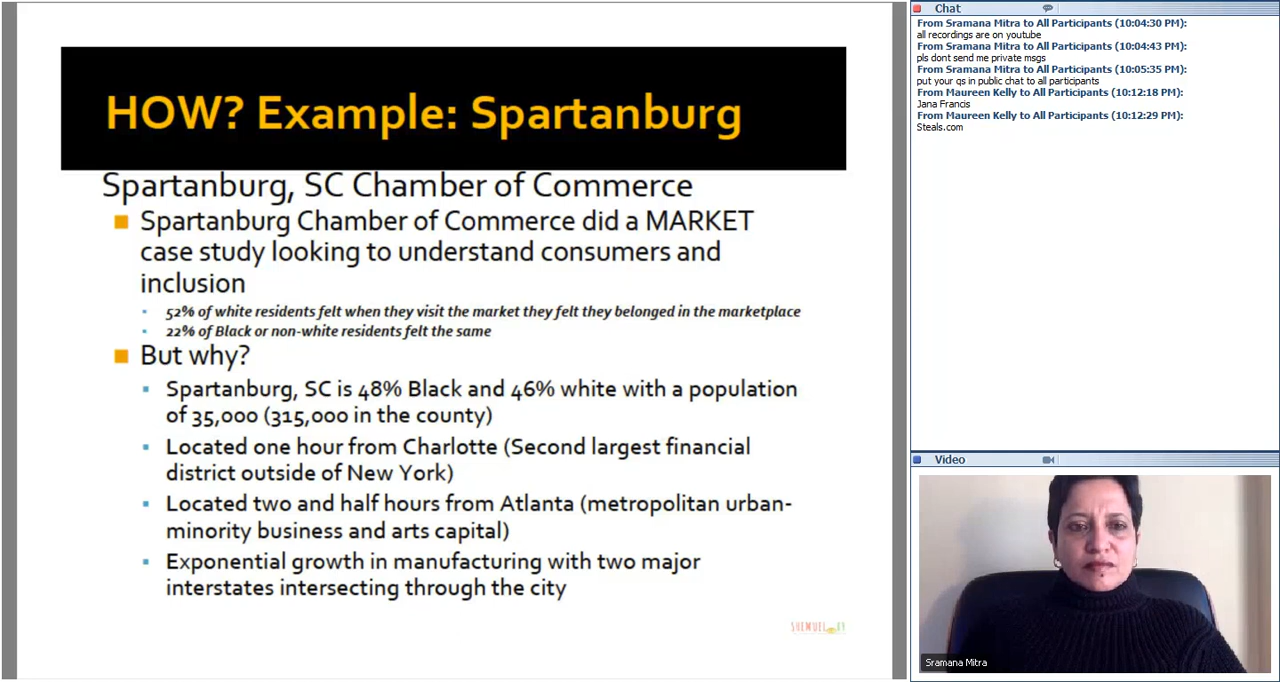 HOW? Example: Spartanburg
Spartanburg, SC Chamber of Commerce
Spartanburg Chamber of Commerce did a MARKET
case study looking to understand consumers and
inclusion
52% of white residents felt when they visit the market they felt they belonged in the marketplace
22% of Black or non-white residents felt the same
But why?
Spartanburg, SC is 48% Black and 46% white with a population
of 35,000 (315,000 in the county)
Located one hour from Charlotte (Second largest financial
district outside of New York)
Located two and half hours from Atlanta (metropolitan urban-
minority business and arts capital)
Exponential growth in manufacturing with two major
interstates intersecting through the city
Chat
From Sramana Mitra to All Participants (10:04:30 PM):
all recordings are on youtube
From Sramana Mitra to All Participants (10:04:43 PM):
pls dont send me private msgs
From Sramana Mitra to All Participants (10:05:35 PM):
put your qs in public chat to all participants
From Maureen Kelly to All Participants (10:12:18 PM):
Jana Francis
From Maureen Kelly to All Participants (10:12:29 PM):
Steals.com
Video
Sramana Mitra